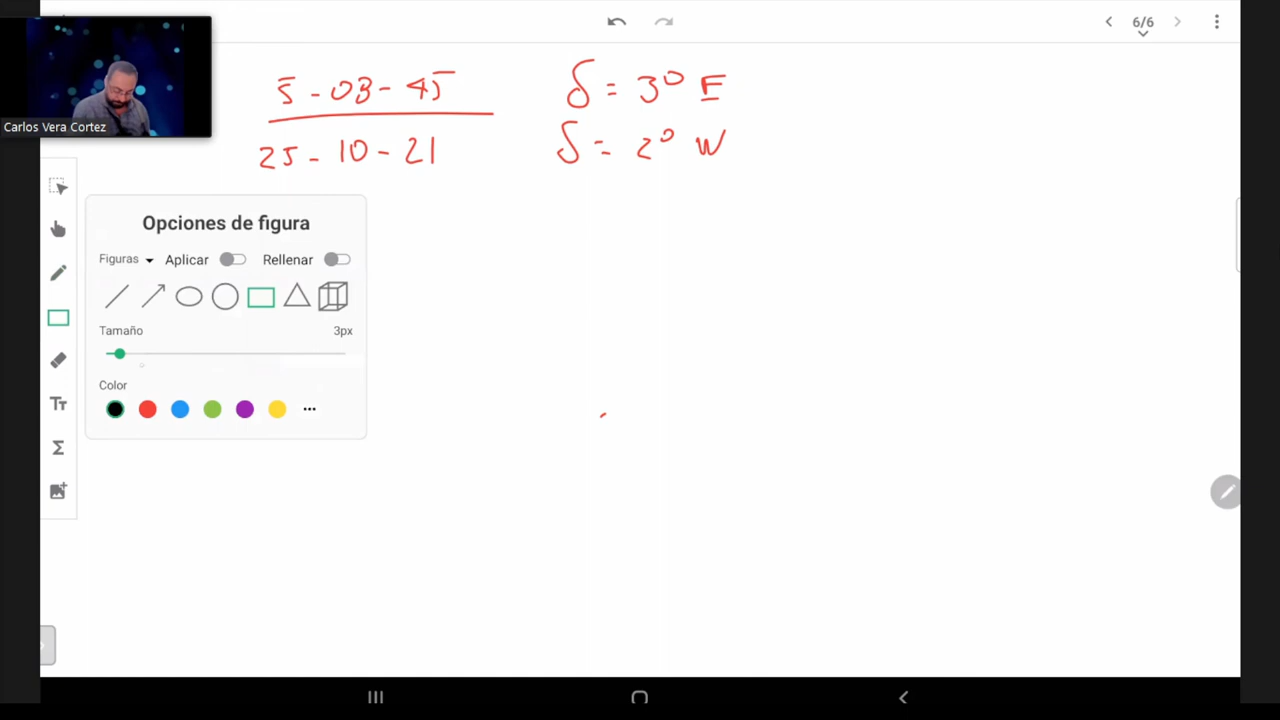 6/6
5-03-45 δ = 3° E
25-10-21 δ = 2° W
Carlos Vera Cortez
Opciones de figura
Figuras Aplicar Rellenar
Tamaño 3px
Color
Tт
Σ